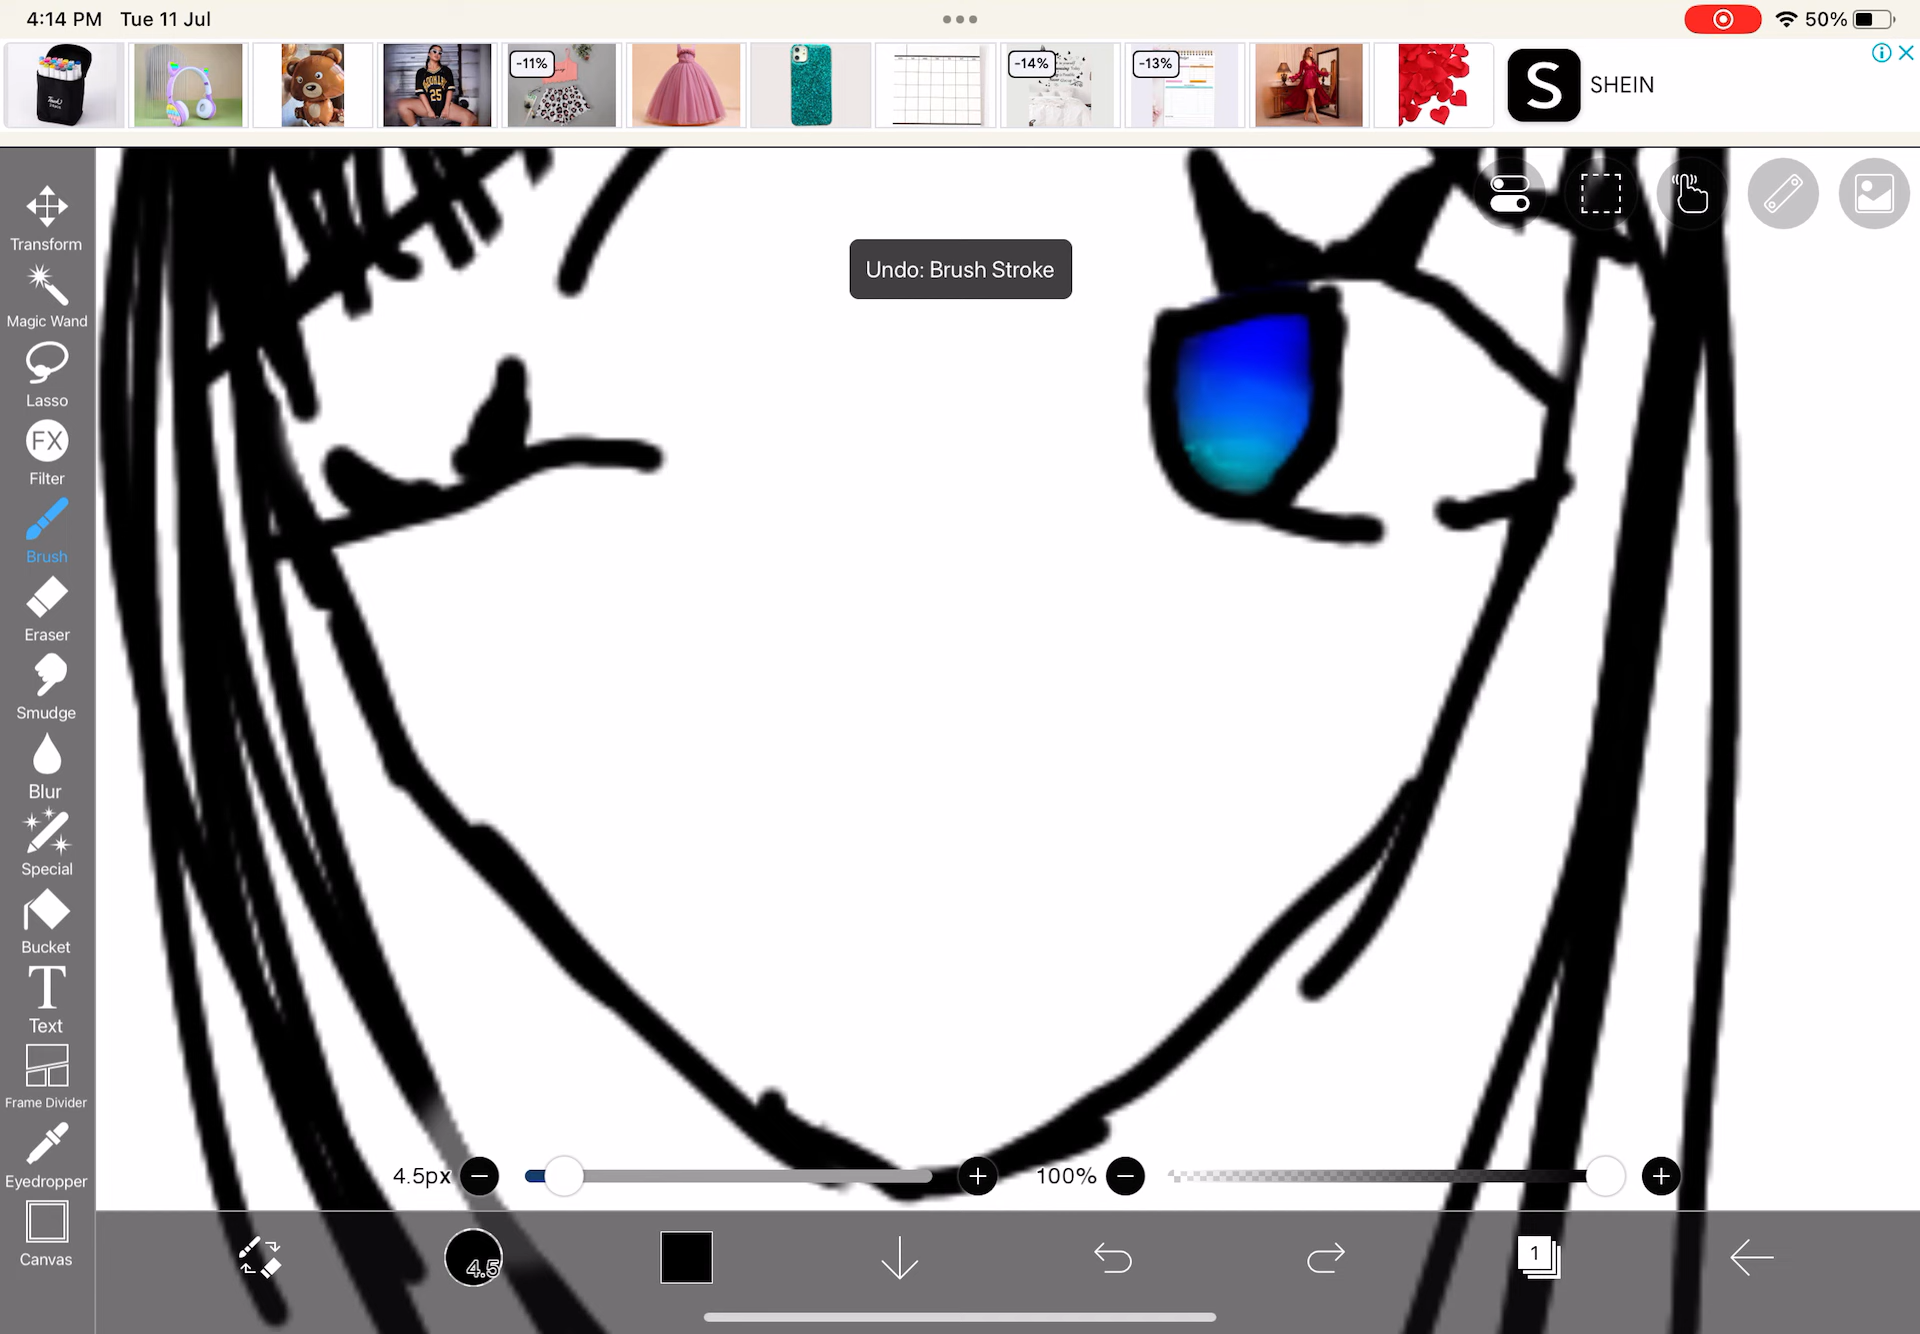 4:14 PM Tue 11 Jul
50%
-11%
-14%
-13%
S SHEIN
Transform
Magic Wand
Lasso
FX
Filter
Brush
Eraser
Smudge
Blur
Special
Bucket
T
Text
Frame Divider
Eyedropper
Canvas
Undo: Brush Stroke
4.5px
100%
4.5
1